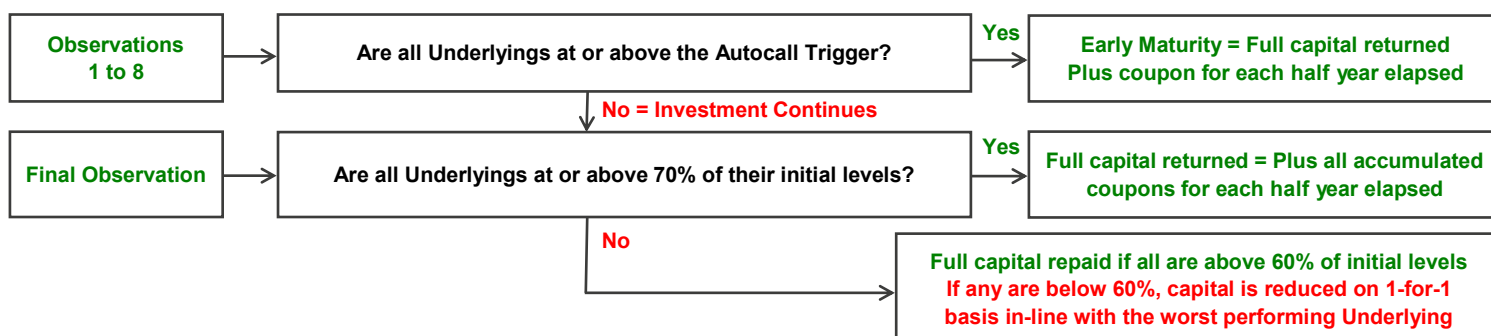 Observations
1 to 8
Are all Underlyings at or above the Autocall Trigger?
Yes
Early Maturity = Full capital returned
Plus coupon for each half year elapsed
No = Investment Continues
Final Observation
Are all Underlyings at or above 70% of their initial levels?
Yes
Full capital returned = Plus all accumulated
coupons for each half year elapsed
No
Full capital repaid if all are above 60% of initial levels
If any are below 60%, capital is reduced on 1-for-1
basis in-line with the worst performing Underlying